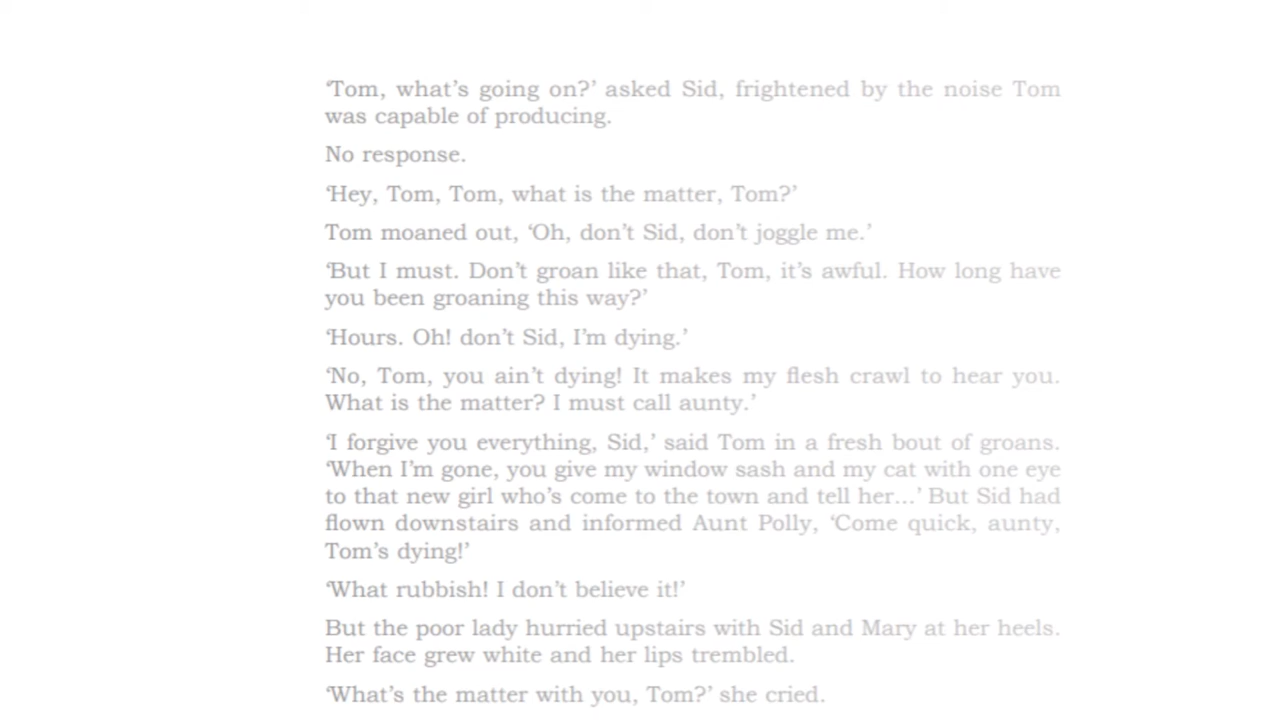 ‘Tom, what’s going on?’ asked Sid, frightened by the noise Tom
was capable of producing.
No response.
‘Hey, Tom, Tom, what is the matter, Tom?’
Tom moaned out, ‘Oh, don’t Sid, don’t joggle me.’
‘But I must. Don’t groan like that, Tom, it’s awful. How long have
you been groaning this way?’
‘Hours. Oh! don’t Sid, I’m dying.’
‘No, Tom, you ain’t dying! It makes my flesh crawl to hear you.
What is the matter? I must call aunty.’
‘I forgive you everything, Sid,’ said Tom in a fresh bout of groans.
‘When I’m gone, you give my window sash and my cat with one eye
to that new girl who’s come to the town and tell her...’ But Sid had
flown downstairs and informed Aunt Polly, ‘Come quick, aunty,
Tom’s dying!’
‘What rubbish! I don’t believe it!’
But the poor lady hurried upstairs with Sid and Mary at her heels.
Her face grew white and her lips trembled.
‘What’s the matter with you, Tom?’ she cried.